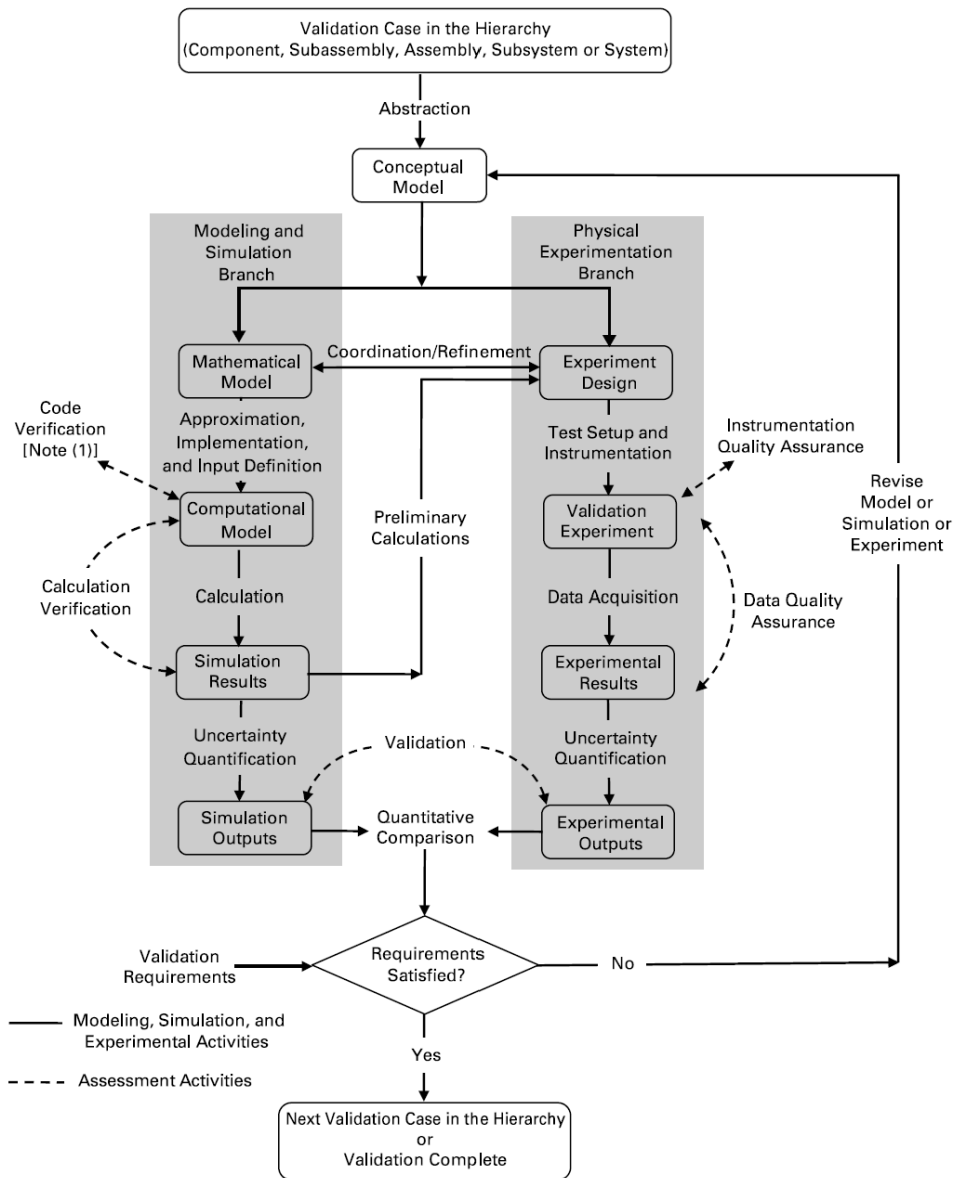 Validation Case in the Hierarchy
(Component, Subassembly, Assembly, Subsystem or System)
Abstraction
Conceptual
Model
Modeling and
Simulation
Branch
Physical
Experimentation
Branch
Mathematical
Model
Coordination/Refinement
Experiment
Design
Code
Verification
[Note (1)]
Approximation,
Implementation,
and Input Definition
Test Setup and
Instrumentation
Instrumentation
Quality Assurance
Computational
Model
Preliminary
Calculations
Validation
Experiment
Revise
Model or
Simulation or
Experiment
Calculation
Verification
Calculation
Data Acquisition
Data Quality
Assurance
Simulation
Results
Experimental
Results
Uncertainty
Quantification
Validation
Uncertainty
Quantification
Simulation
Outputs
Quantitative
Comparison
Experimental
Outputs
Validation
Requirements
Requirements
Satisfied?
No
Modeling, Simulation, and
Experimental Activities
Yes
Assessment Activities
Next Validation Case in the Hierarchy
or
Validation Complete